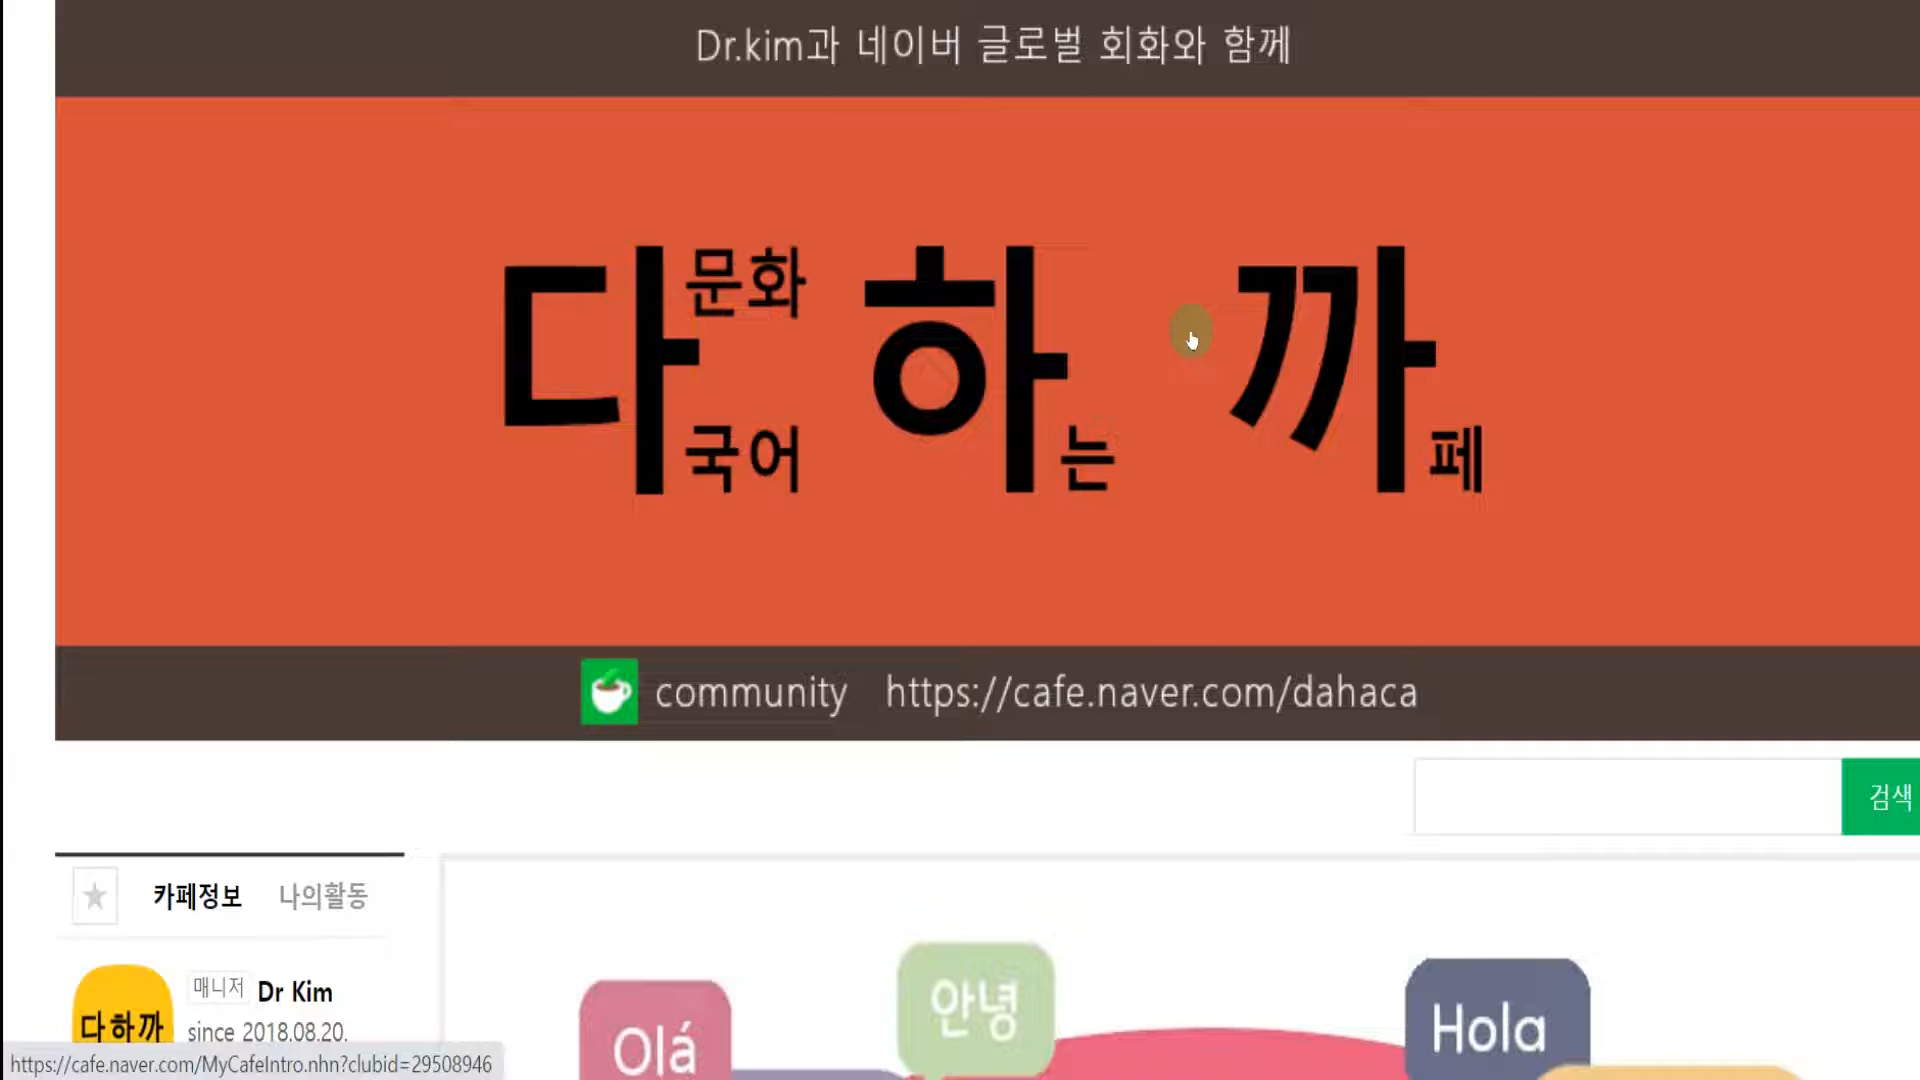 Dr.kim과 네이버 글로벌 회화와 함께
다문화 하 까
국어 는 페
community https://cafe.naver.com/dahaca
검색
카페정보 나의활동
매니저 Dr Kim
다하까 since 2018.08.20.
Olá 안녕 Hola
https://cafe.naver.com/MyCafeIntro.nhn?clubid=29508946